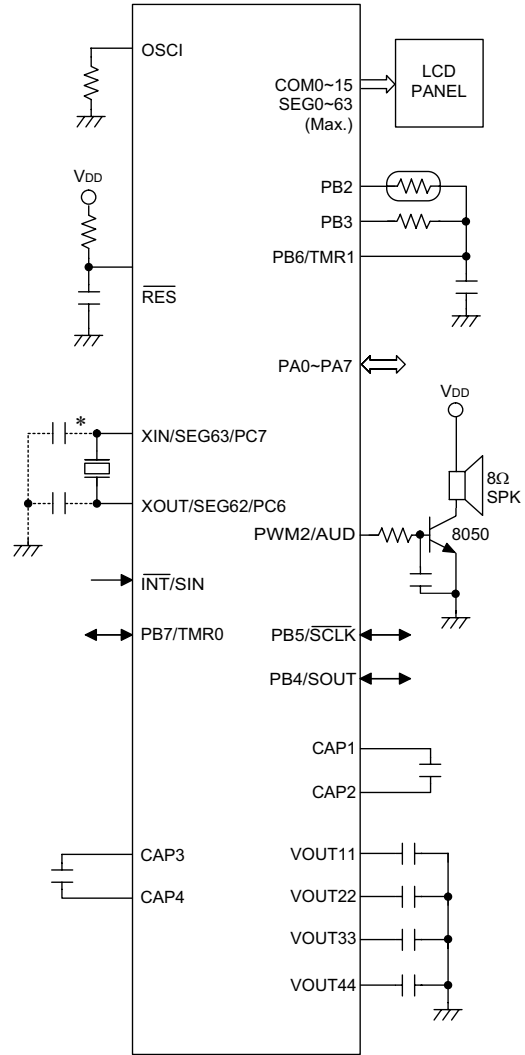 OSCI
VDD
RES
*
XIN/SEG63/PC7
XOUT/SEG62/PC6
INT/SIN
PB7/TMR0
CAP3
CAP4
COM0~15
SEG0~63
(Max.)
LCD
PANEL
PB2
PB3
PB6/TMR1
PA0~PA7
VDD
8Ω
SPK
PWM2/AUD
8050
PB5/SCLK
PB4/SOUT
CAP1
CAP2
VOUT11
VOUT22
VOUT33
VOUT44